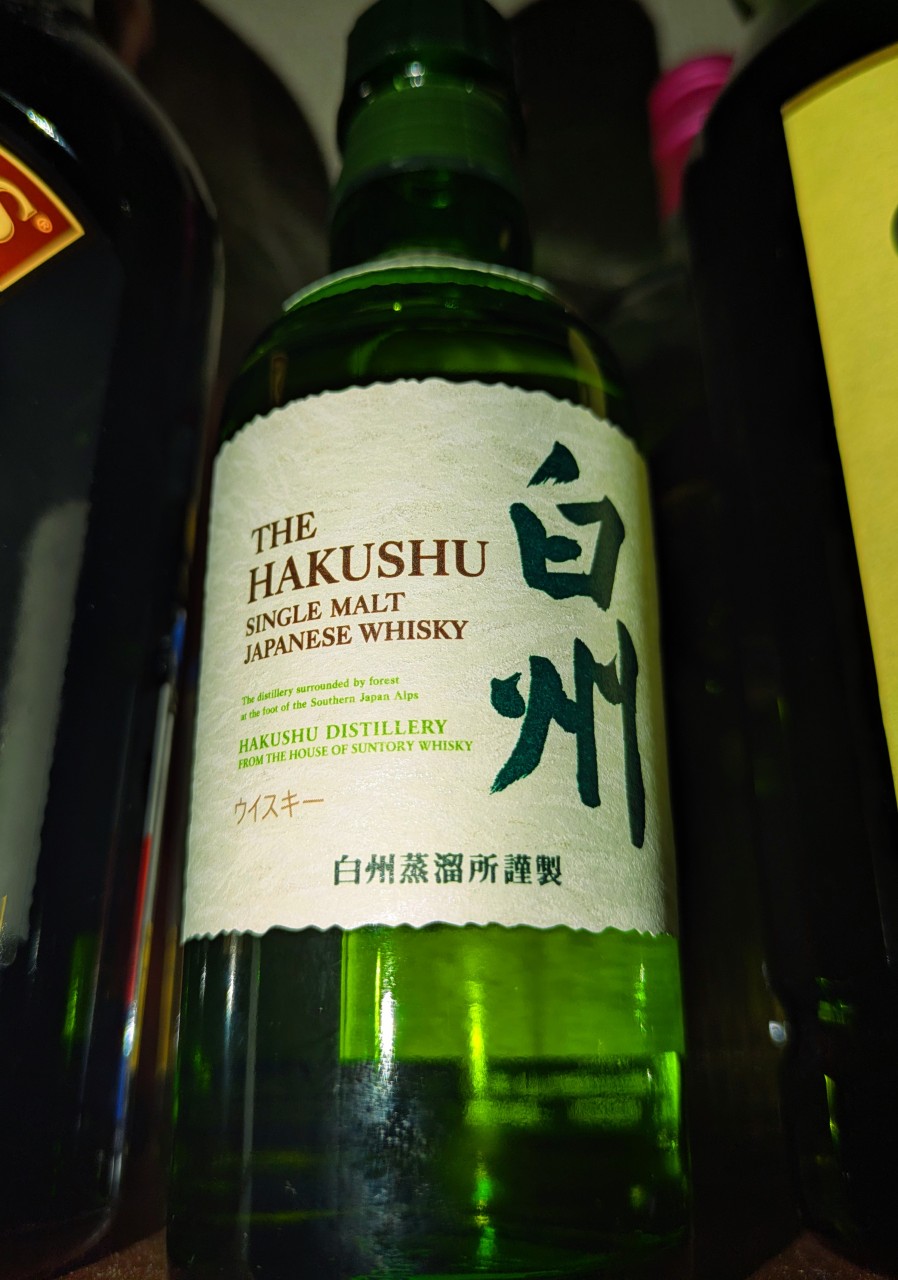 THE
HAKUSHU
SINGLE MALT
JAPANESE WHISKY
The distillery surrounded by forest
at the foot of the Southern Japan Alps
HAKUSHU DISTILLERY
FROM THE HOUSE OF SUNTORY WHISKY
ウイスキー
白州
白州蒸溜所謹製